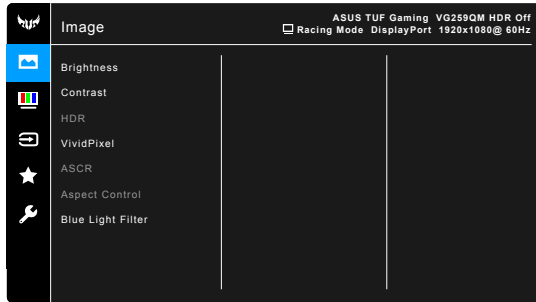 Image
ASUS TUF Gaming VG259QM HDR Off
Racing Mode DisplayPort 1920x1080@ 60Hz
Brightness
Contrast
HDR
VividPixel
ASCR
Aspect Control
Blue Light Filter